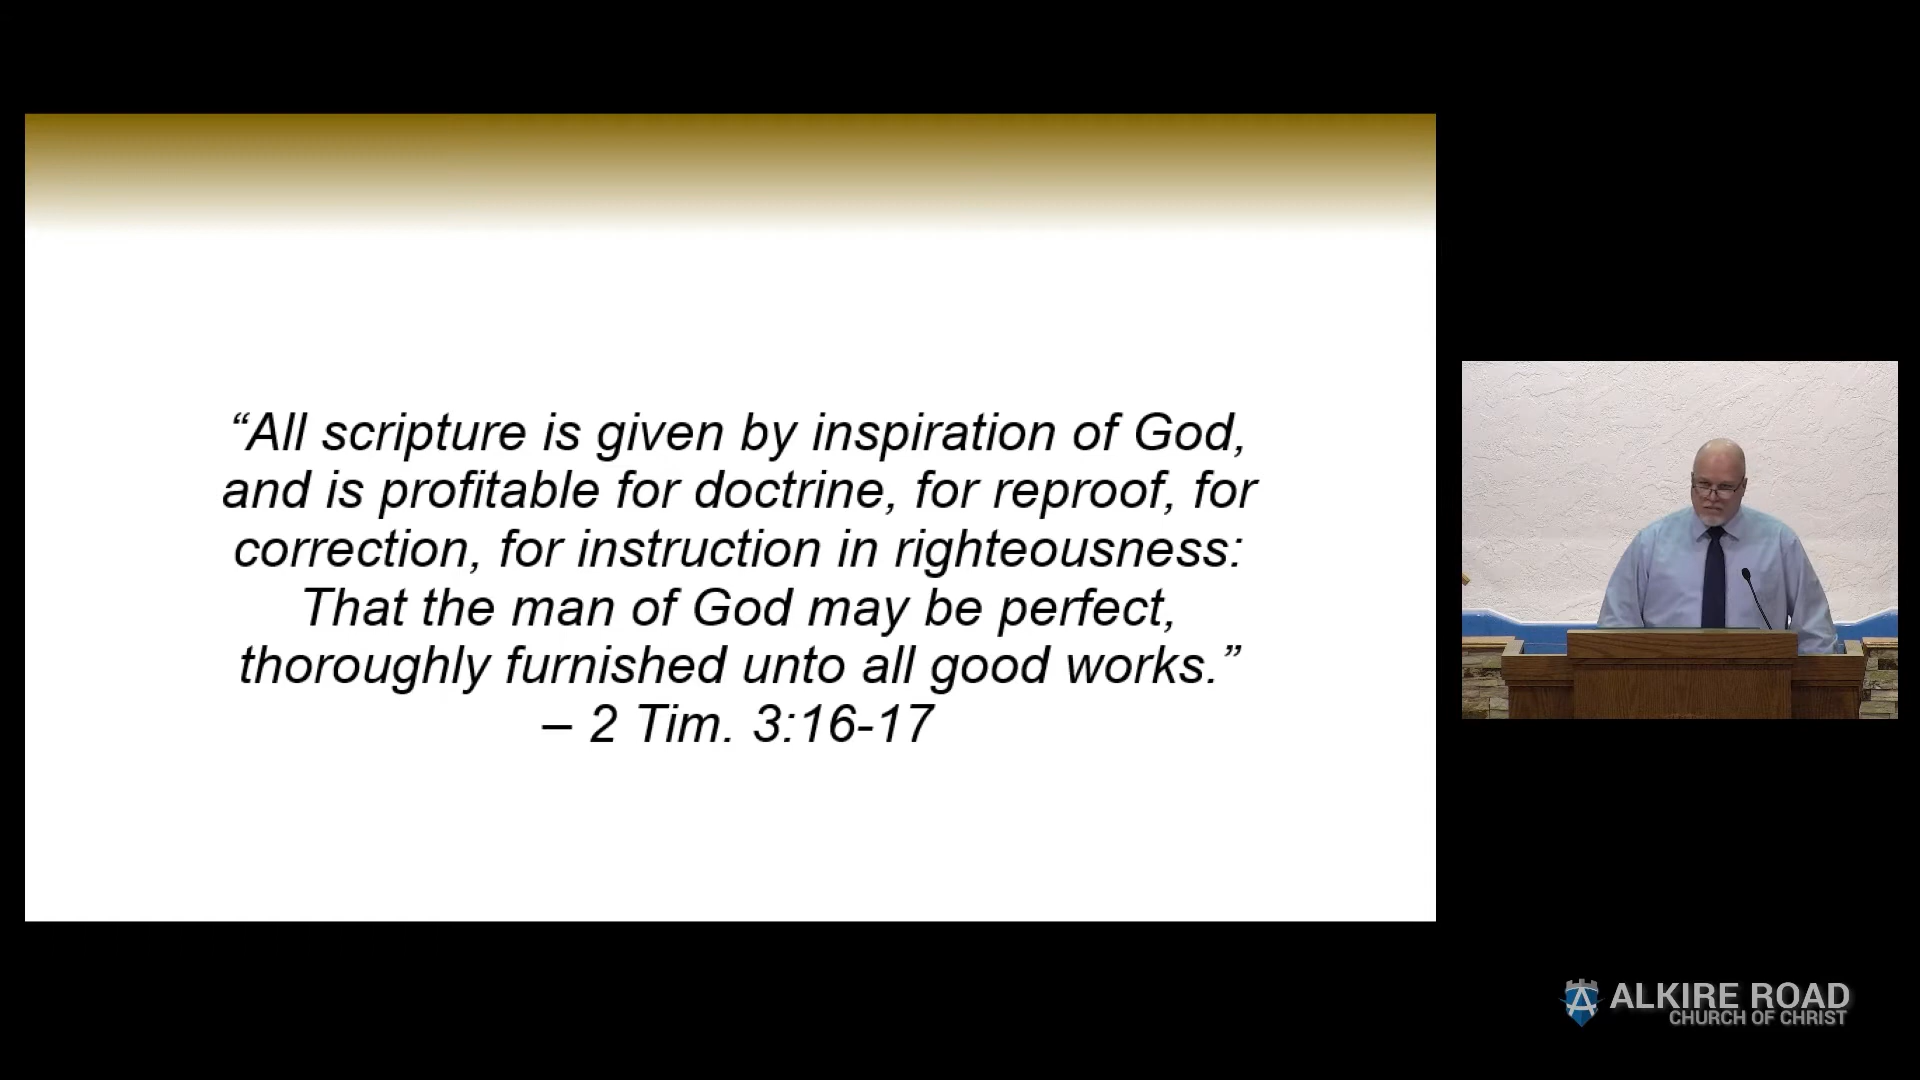 “All scripture is given by inspiration of God,
and is profitable for doctrine, for reproof, for
correction, for instruction in righteousness:
That the man of God may be perfect,
thoroughly furnished unto all good works.”
– 2 Tim. 3:16-17
ALKIRE ROAD
CHURCH OF CHRIST